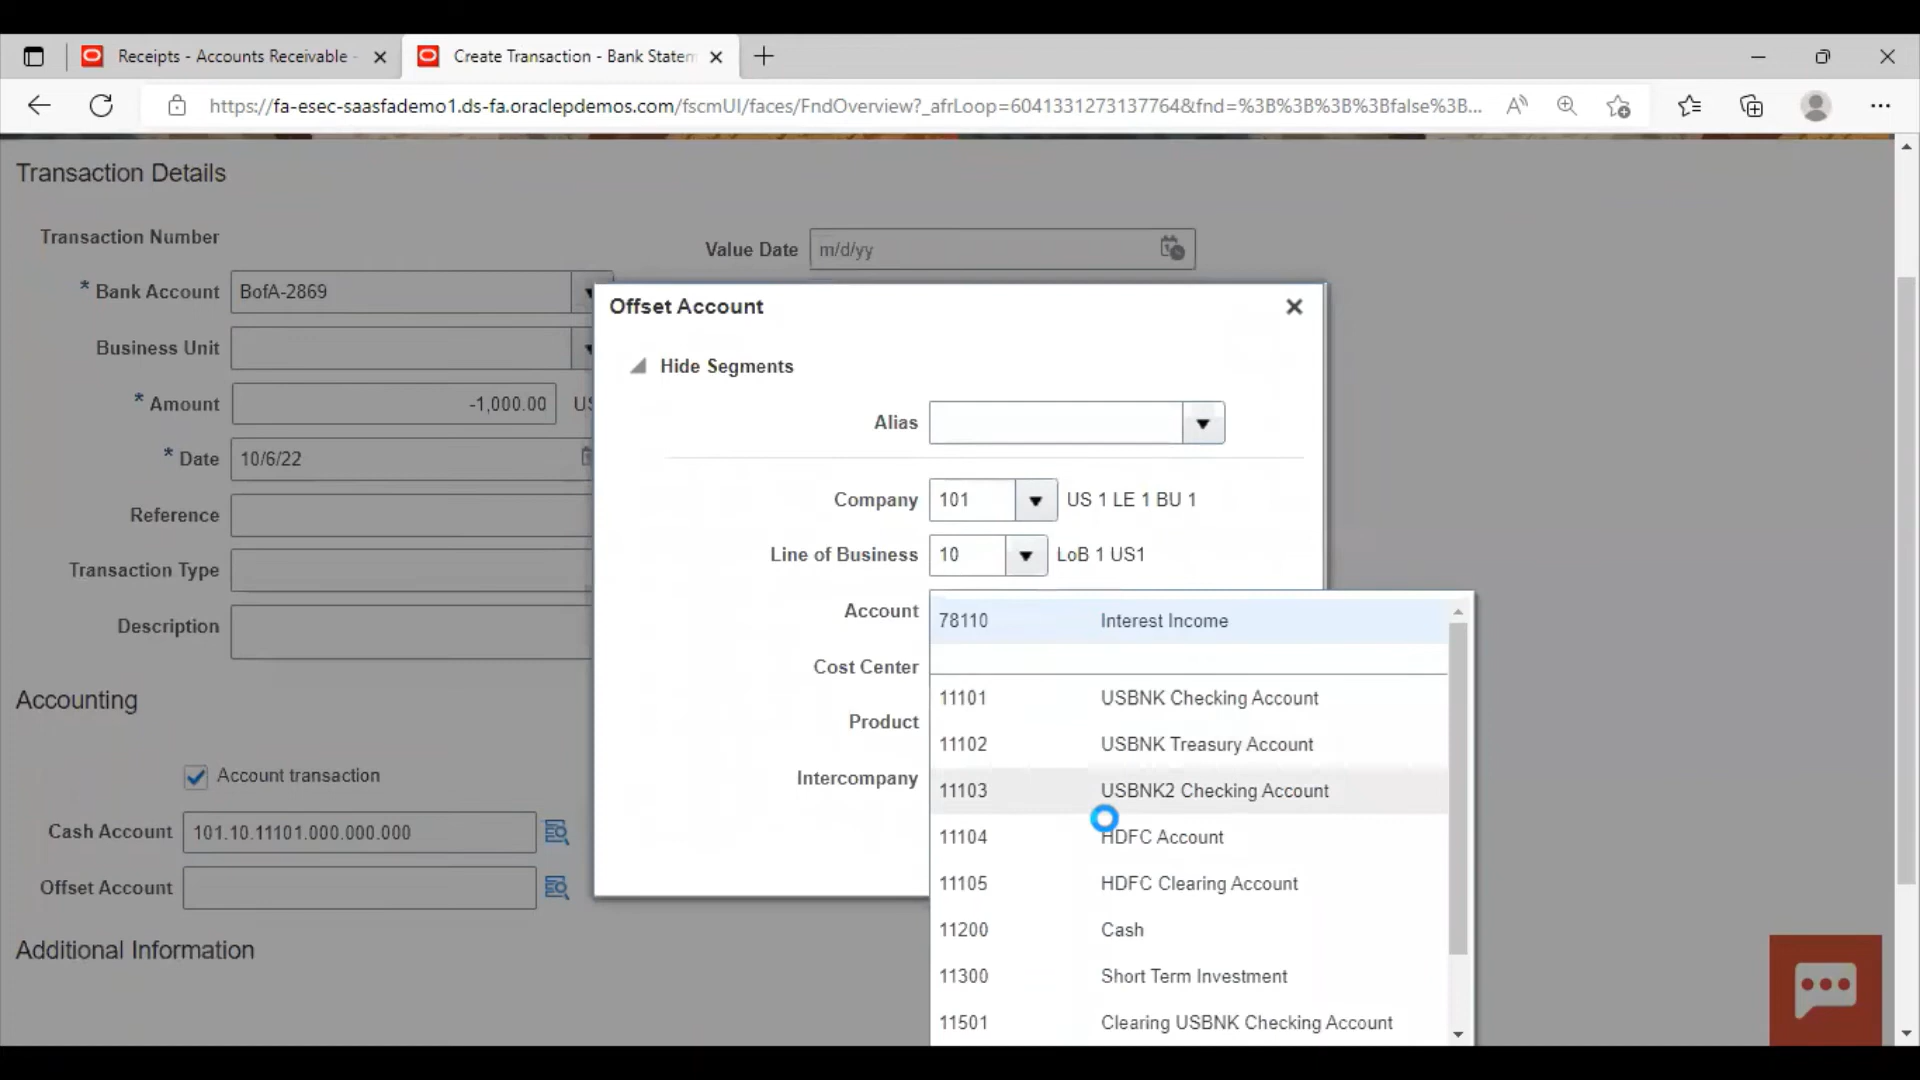 Receipts - Accounts Receivable -
Create Transaction - Bank Statem
https://fa-esec-saasfademo1.ds-fa.oraclepdemos.com/fscmUI/faces/FndOverview?_afrLoop=60413312731377​64&fnd=%3B%3B%3B%3Bfalse%3B...
Transaction Details
Transaction Number
Value Date m/d/yy
* Bank Account BofA-2869
Business Unit
* Amount -1,000.00 US
* Date 10/6/22
Reference
Transaction Type
Description
Accounting
Account transaction
Cash Account 101.10.11101.000.000.000
Offset Account
Additional Information
Offset Account
Hide Segments
Alias
Company 101 US 1 LE 1 BU 1
Line of Business 10 LoB 1 US1
Account
Cost Center
Product
Intercompany
78110 Interest Income
11101 USBNK Checking Account
11102 USBNK Treasury Account
11103 USBNK2 Checking Account
11104 HDFC Account
11105 HDFC Clearing Account
11200 Cash
11300 Short Term Investment
11501 Clearing USBNK Checking Account